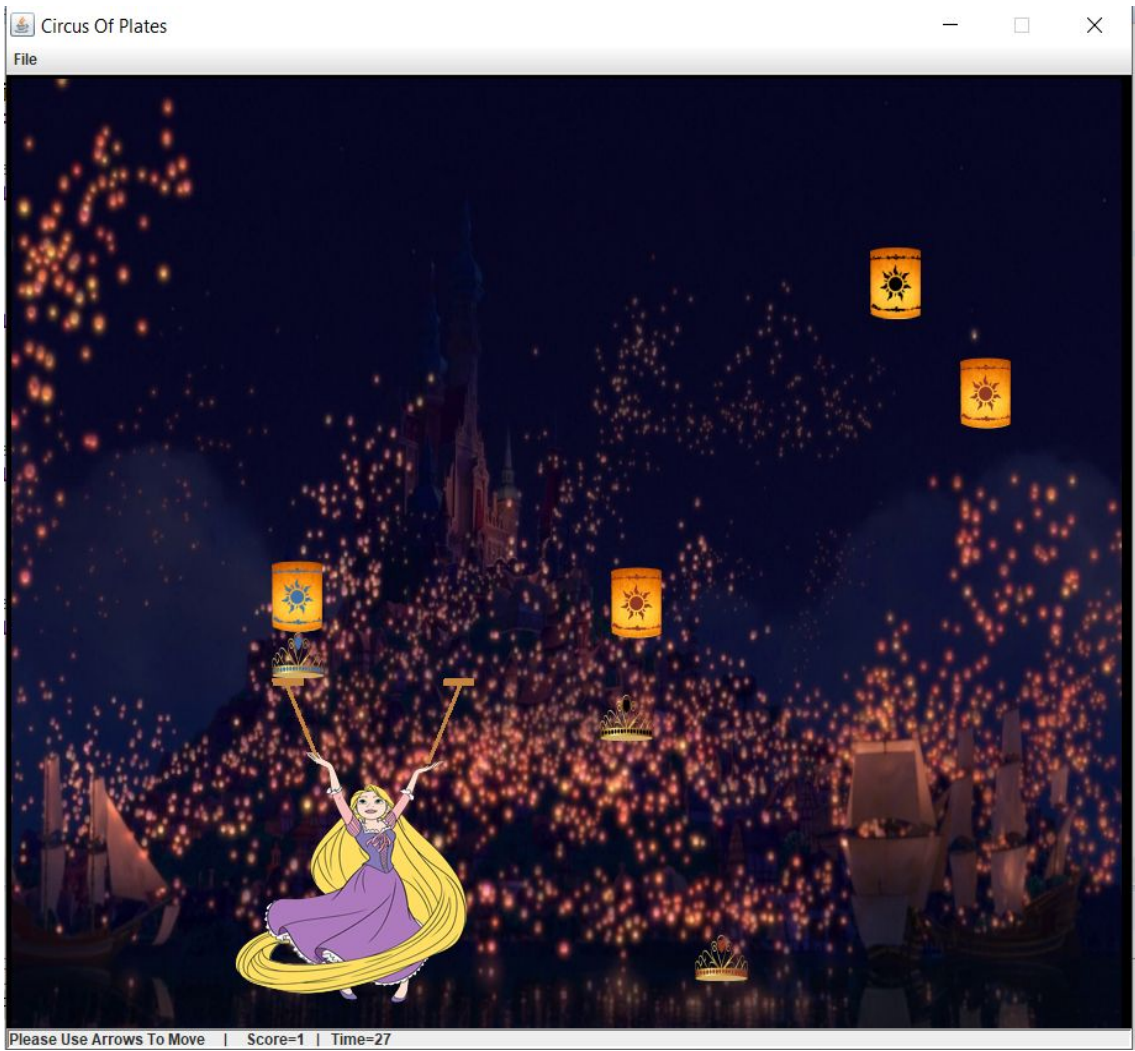 Circus Of Plates
File
Please Use Arrows To Move | Score=1 | Time=27